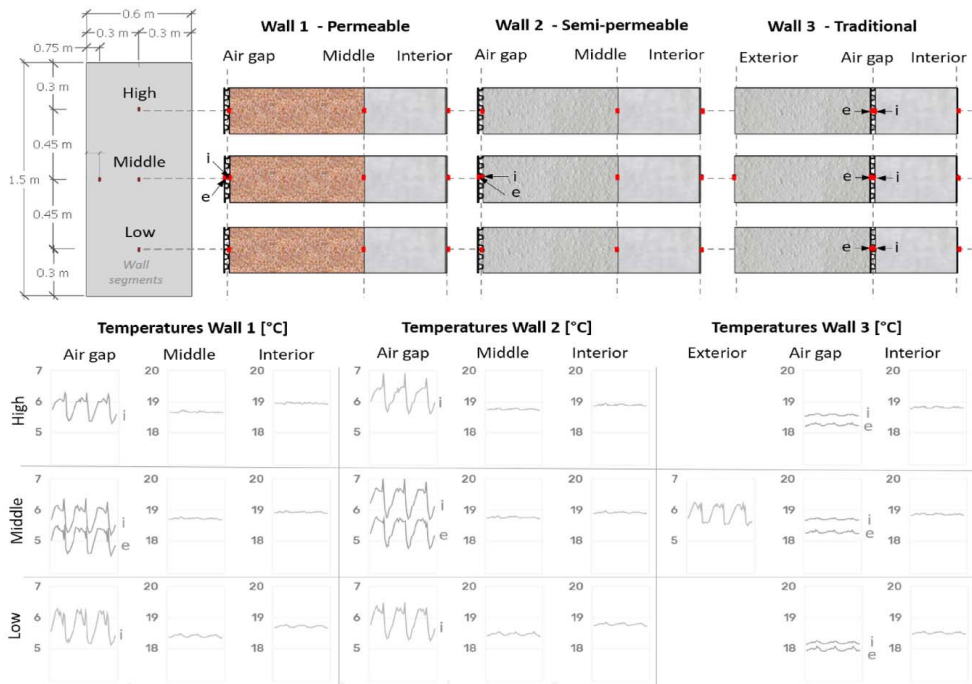 0.6 m
0.3 m 0.3 m
0.75 m
Wall 1 - Permeable
Wall 2 - Semi-permeable
Wall 3 - Traditional
Air gap Middle Interior
Air gap Middle Interior
Exterior Air gap Interior
0.3 m
High
e i
0.45 m
1.5 m
Middle
i
e
i
e
e i
0.45 m
Low
e i
0.3 m
Wall
segments
Temperatures Wall 1 [°C]
Temperatures Wall 2 [°C]
Temperatures Wall 3 [°C]
Air gap Middle Interior
Air gap Middle Interior
Exterior Air gap Interior
High
7 20 20 7 20 20 20 20
6 19 19 6 19 19 19 19
i i i
e
5 18 18 5 18 18 18 18
Middle
7 20 20 7 20 20 7 20 20
6 19 19 6 19 19 6 19 19
i i i
5 18 18 5 18 18 5 18 18
e e e
Low
7 20 20 7 20 20 20 20
6 19 19 6 19 19 19 19
i i i
5 18 18 5 18 18 18 18
e